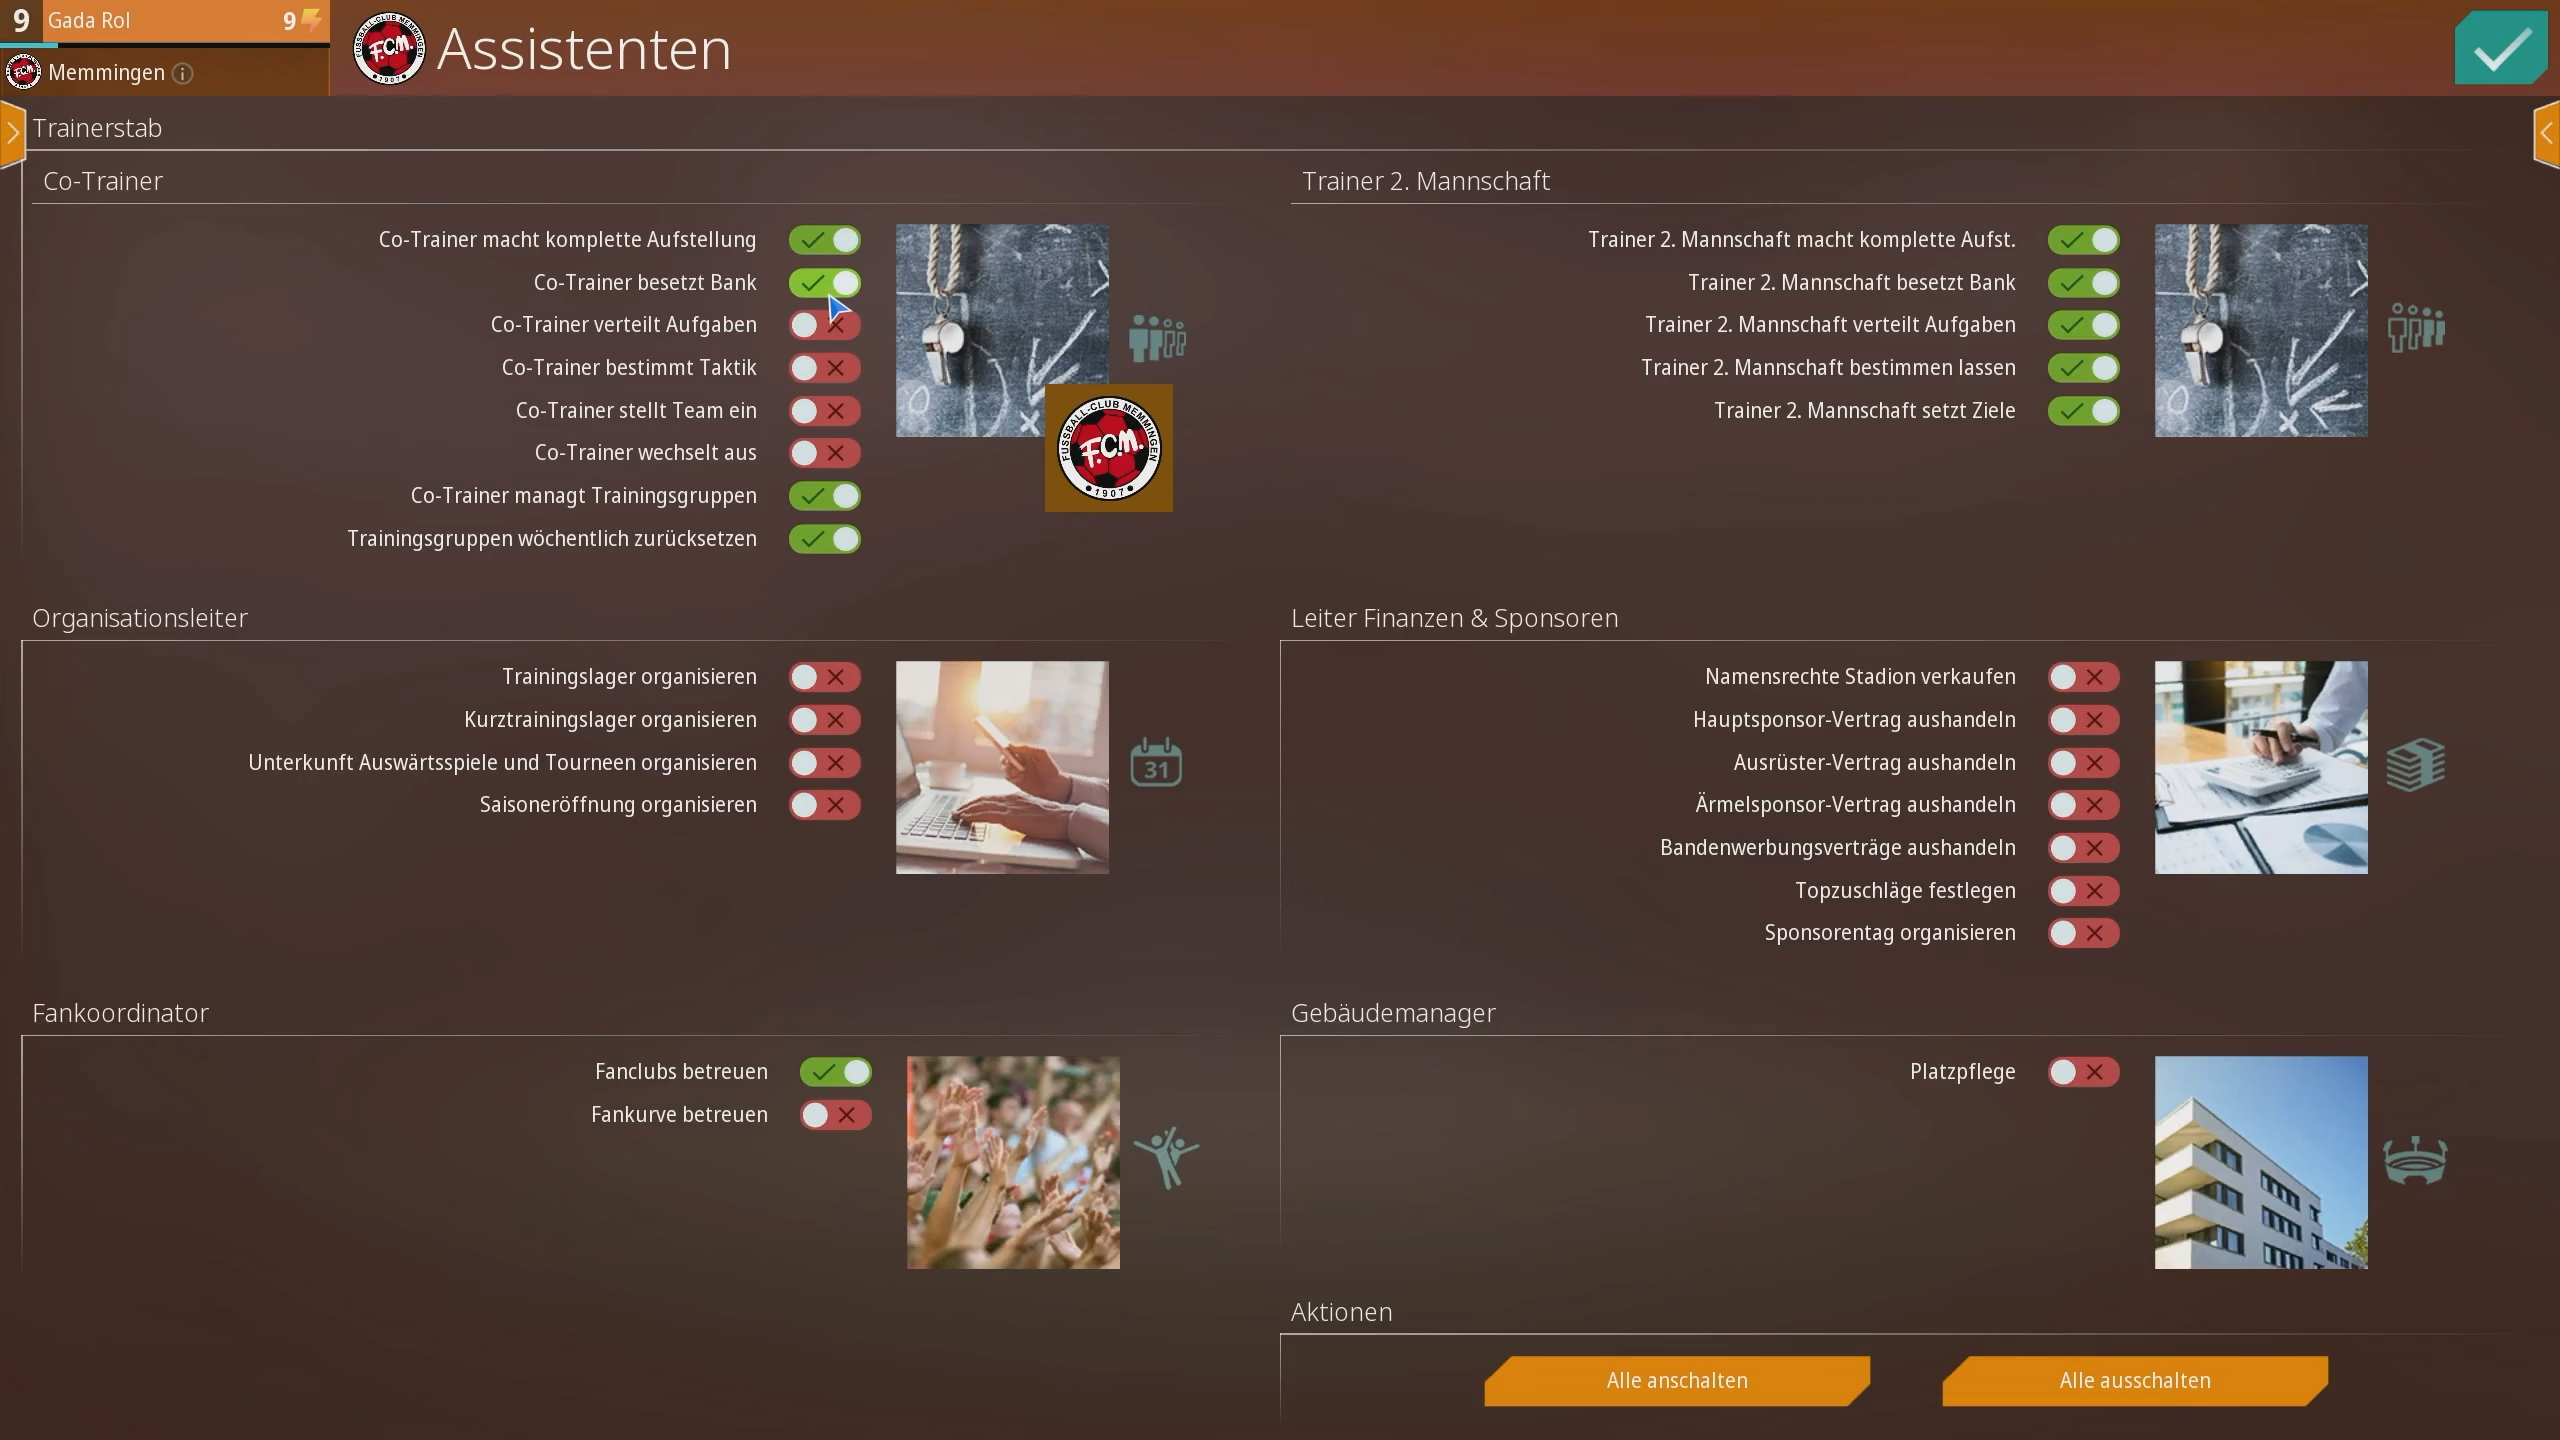 9 Gada Rol 9
Memmingen
Assistenten
Trainerstab
Co-Trainer
Co-Trainer macht komplette Aufstellung
Co-Trainer besetzt Bank
Co-Trainer verteilt Aufgaben
Co-Trainer bestimmt Taktik
Co-Trainer stellt Team ein
Co-Trainer wechselt aus
Co-Trainer managt Trainingsgruppen
Trainingsgruppen wöchentlich zurücksetzen
FUSSBALL-CLUB MEMMINGEN
F.C.M.
1907
Trainer 2. Mannschaft
Trainer 2. Mannschaft macht komplette Aufst.
Trainer 2. Mannschaft besetzt Bank
Trainer 2. Mannschaft verteilt Aufgaben
Trainer 2. Mannschaft bestimmen lassen
Trainer 2. Mannschaft setzt Ziele
Organisationsleiter
Trainingslager organisieren
Kurztrainingslager organisieren
Unterkunft Auswärtsspiele und Tourneen organisieren
Saisoneröffnung organisieren
31
Leiter Finanzen & Sponsoren
Namensrechte Stadion verkaufen
Hauptsponsor-Vertrag aushandeln
Ausrüster-Vertrag aushandeln
Ärmelsponsor-Vertrag aushandeln
Bandenwerbungsverträge aushandeln
Topzuschläge festlegen
Sponsorentag organisieren
Fankoordinator
Fanclubs betreuen
Fankurve betreuen
Gebäudemanager
Platzpflege
Aktionen
Alle anschalten
Alle ausschalten